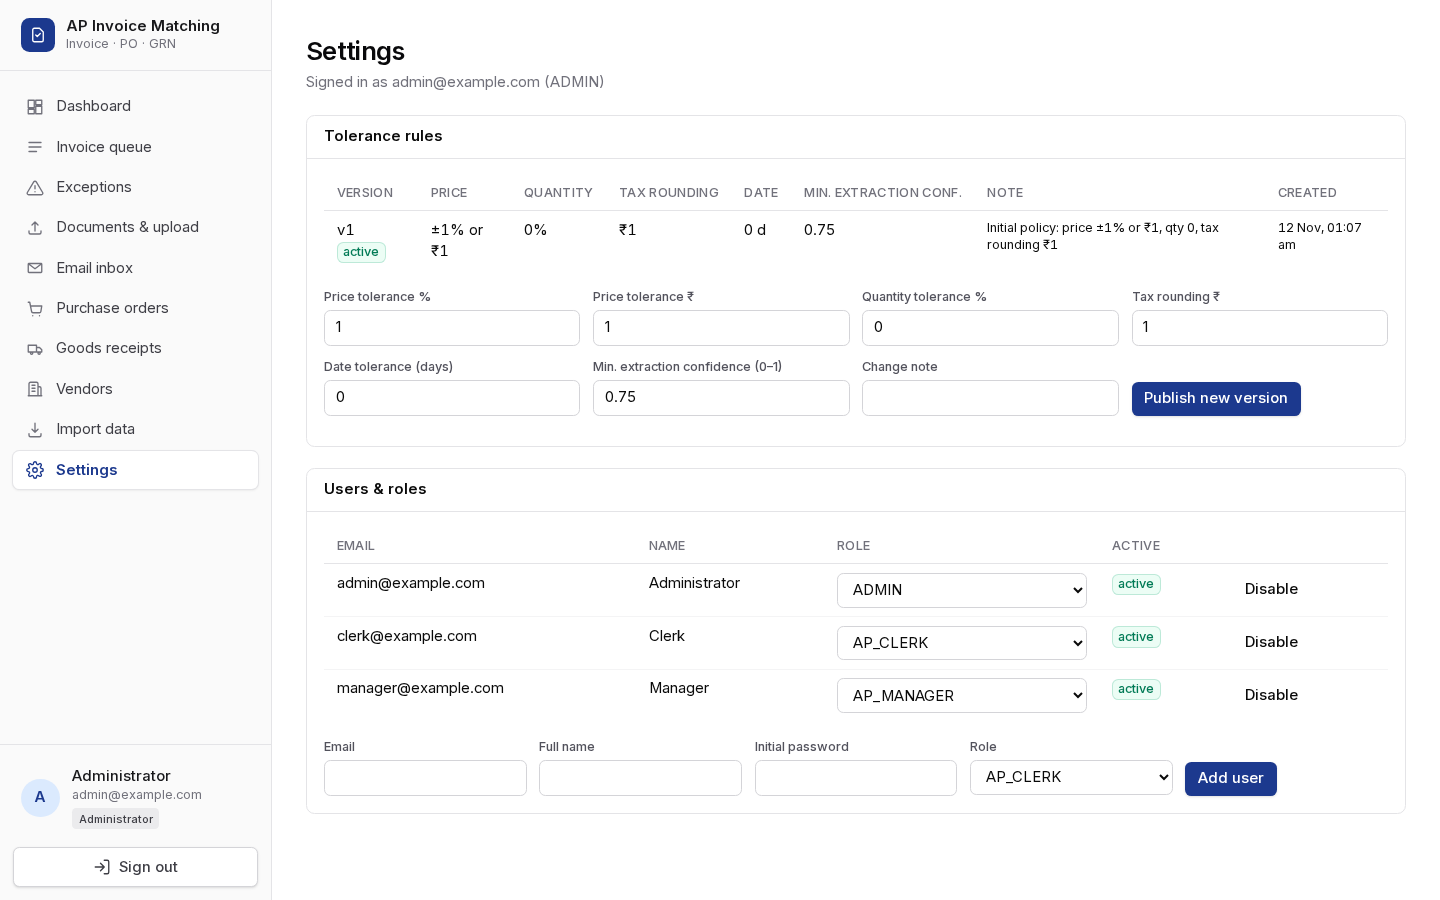 AP Invoice Matching
Invoice · PO · GRN
Dashboard
Invoice queue
Exceptions
Documents & upload
Email inbox
Purchase orders
Goods receipts
Vendors
Import data
Settings
A
Administrator
admin@example.com
Administrator
Sign out
Settings
Signed in as admin@example.com (ADMIN)
Tolerance rules
VERSION PRICE QUANTITY TAX ROUNDING DATE MIN. EXTRACTION CONF. NOTE CREATED
v1 ±1% or 0% ₹1 0 d 0.75 Initial policy: price ±1% or ₹1, qty 0, tax 12 Nov, 01:07
active ₹1 rounding ₹1 am
Price tolerance % Price tolerance ₹ Quantity tolerance % Tax rounding ₹
1 1 0 1
Date tolerance (days) Min. extraction confidence (0–1) Change note
0 0.75 Publish new version
Users & roles
EMAIL NAME ROLE ACTIVE
admin@example.com Administrator ADMIN active Disable
clerk@example.com Clerk AP_CLERK active Disable
manager@example.com Manager AP_MANAGER active Disable
Email Full name Initial password Role
AP_CLERK Add user